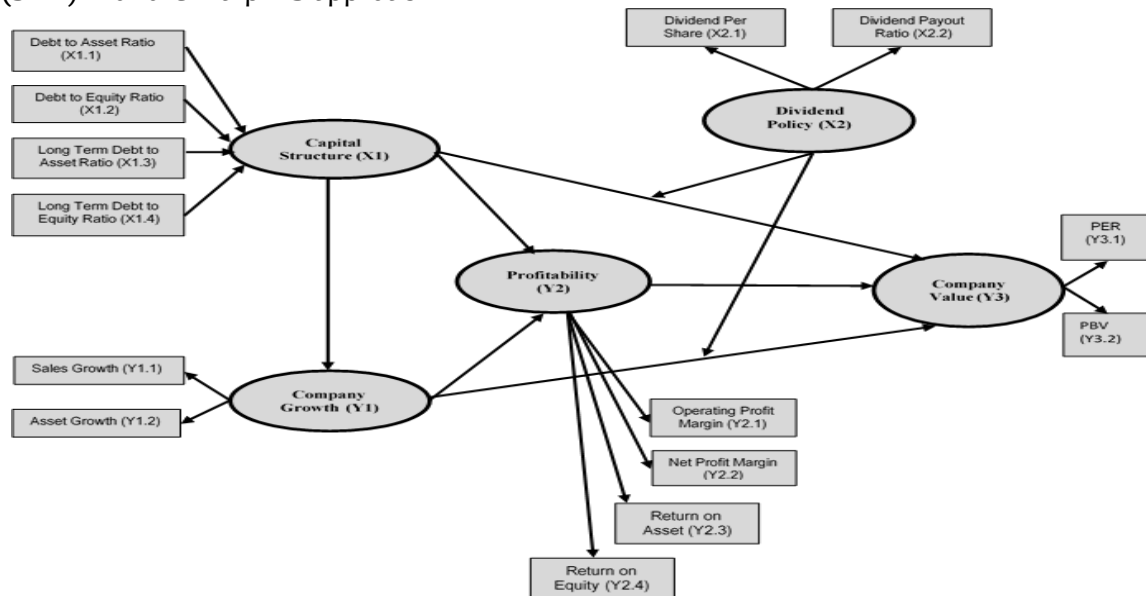 Dividend Per
Share (X2.1)
Dividend Payout
Ratio (X2.2)
Debt to Asset Ratio
(X1.1)
Debt to Equity Ratio
(X1.2)
Long Term Debt to
Asset Ratio (X1.3)
Long Term Debt to
Equity Ratio (X1.4)
Capital
Structure (X1)
Dividend
Policy (X2)
Profitability
(Y2)
PER
(Y3.1)
Company
Value (Y3)
PBV
(Y3.2)
Sales Growth (Y1.1)
Asset Growth (Y1.2)
Company
Growth (Y1)
Operating Profit
Margin (Y2.1)
Net Profit Margin
(Y2.2)
Return on
Asset (Y2.3)
Return on
Equity (Y2.4)